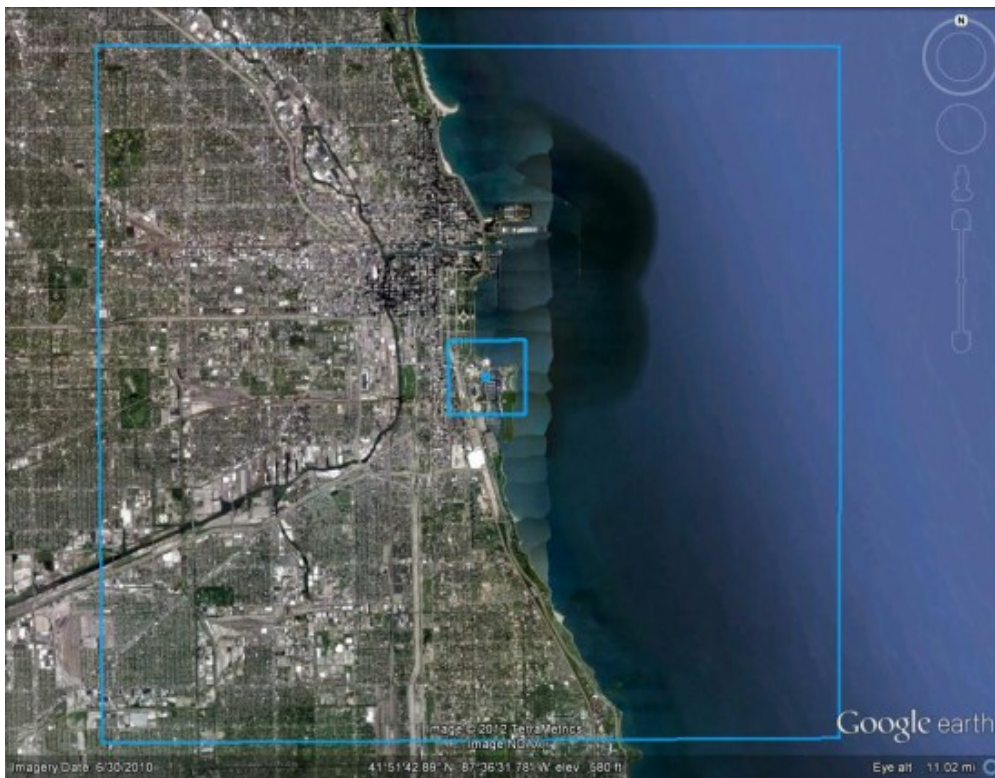 N
Image © 2012 TerraMetrics
Image NOAA
Google earth
Imagery Date: 6/30/2010
41°51'42.89" N 87°36'31.78" W elev 580 ft
Eye alt 11.02 mi